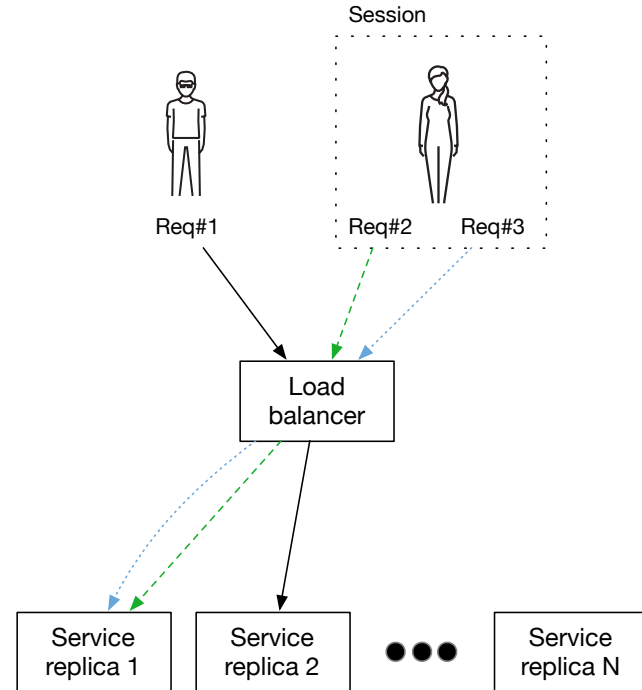 Session
Req#1
Req#2
Req#3
Load
balancer
Service
replica 1
Service
replica 2
Service
replica N